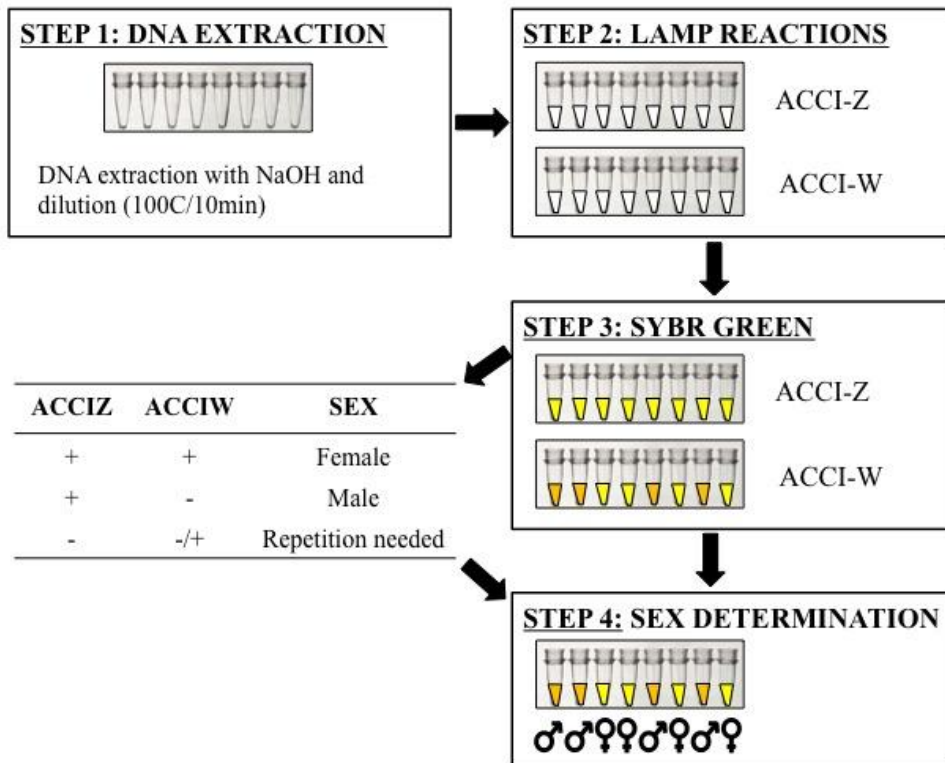 STEP 1: DNA EXTRACTION
DNA extraction with NaOH and
dilution (100C/10min)
STEP 2: LAMP REACTIONS
ACCI-Z
ACCI-W
STEP 3: SYBR GREEN
ACCI-Z
ACCI-W
ACCIZ ACCIW SEX
+ + Female
+ - Male
- -/+ Repetition needed
STEP 4: SEX DETERMINATION
♂♂♀♀♂♀♂♀